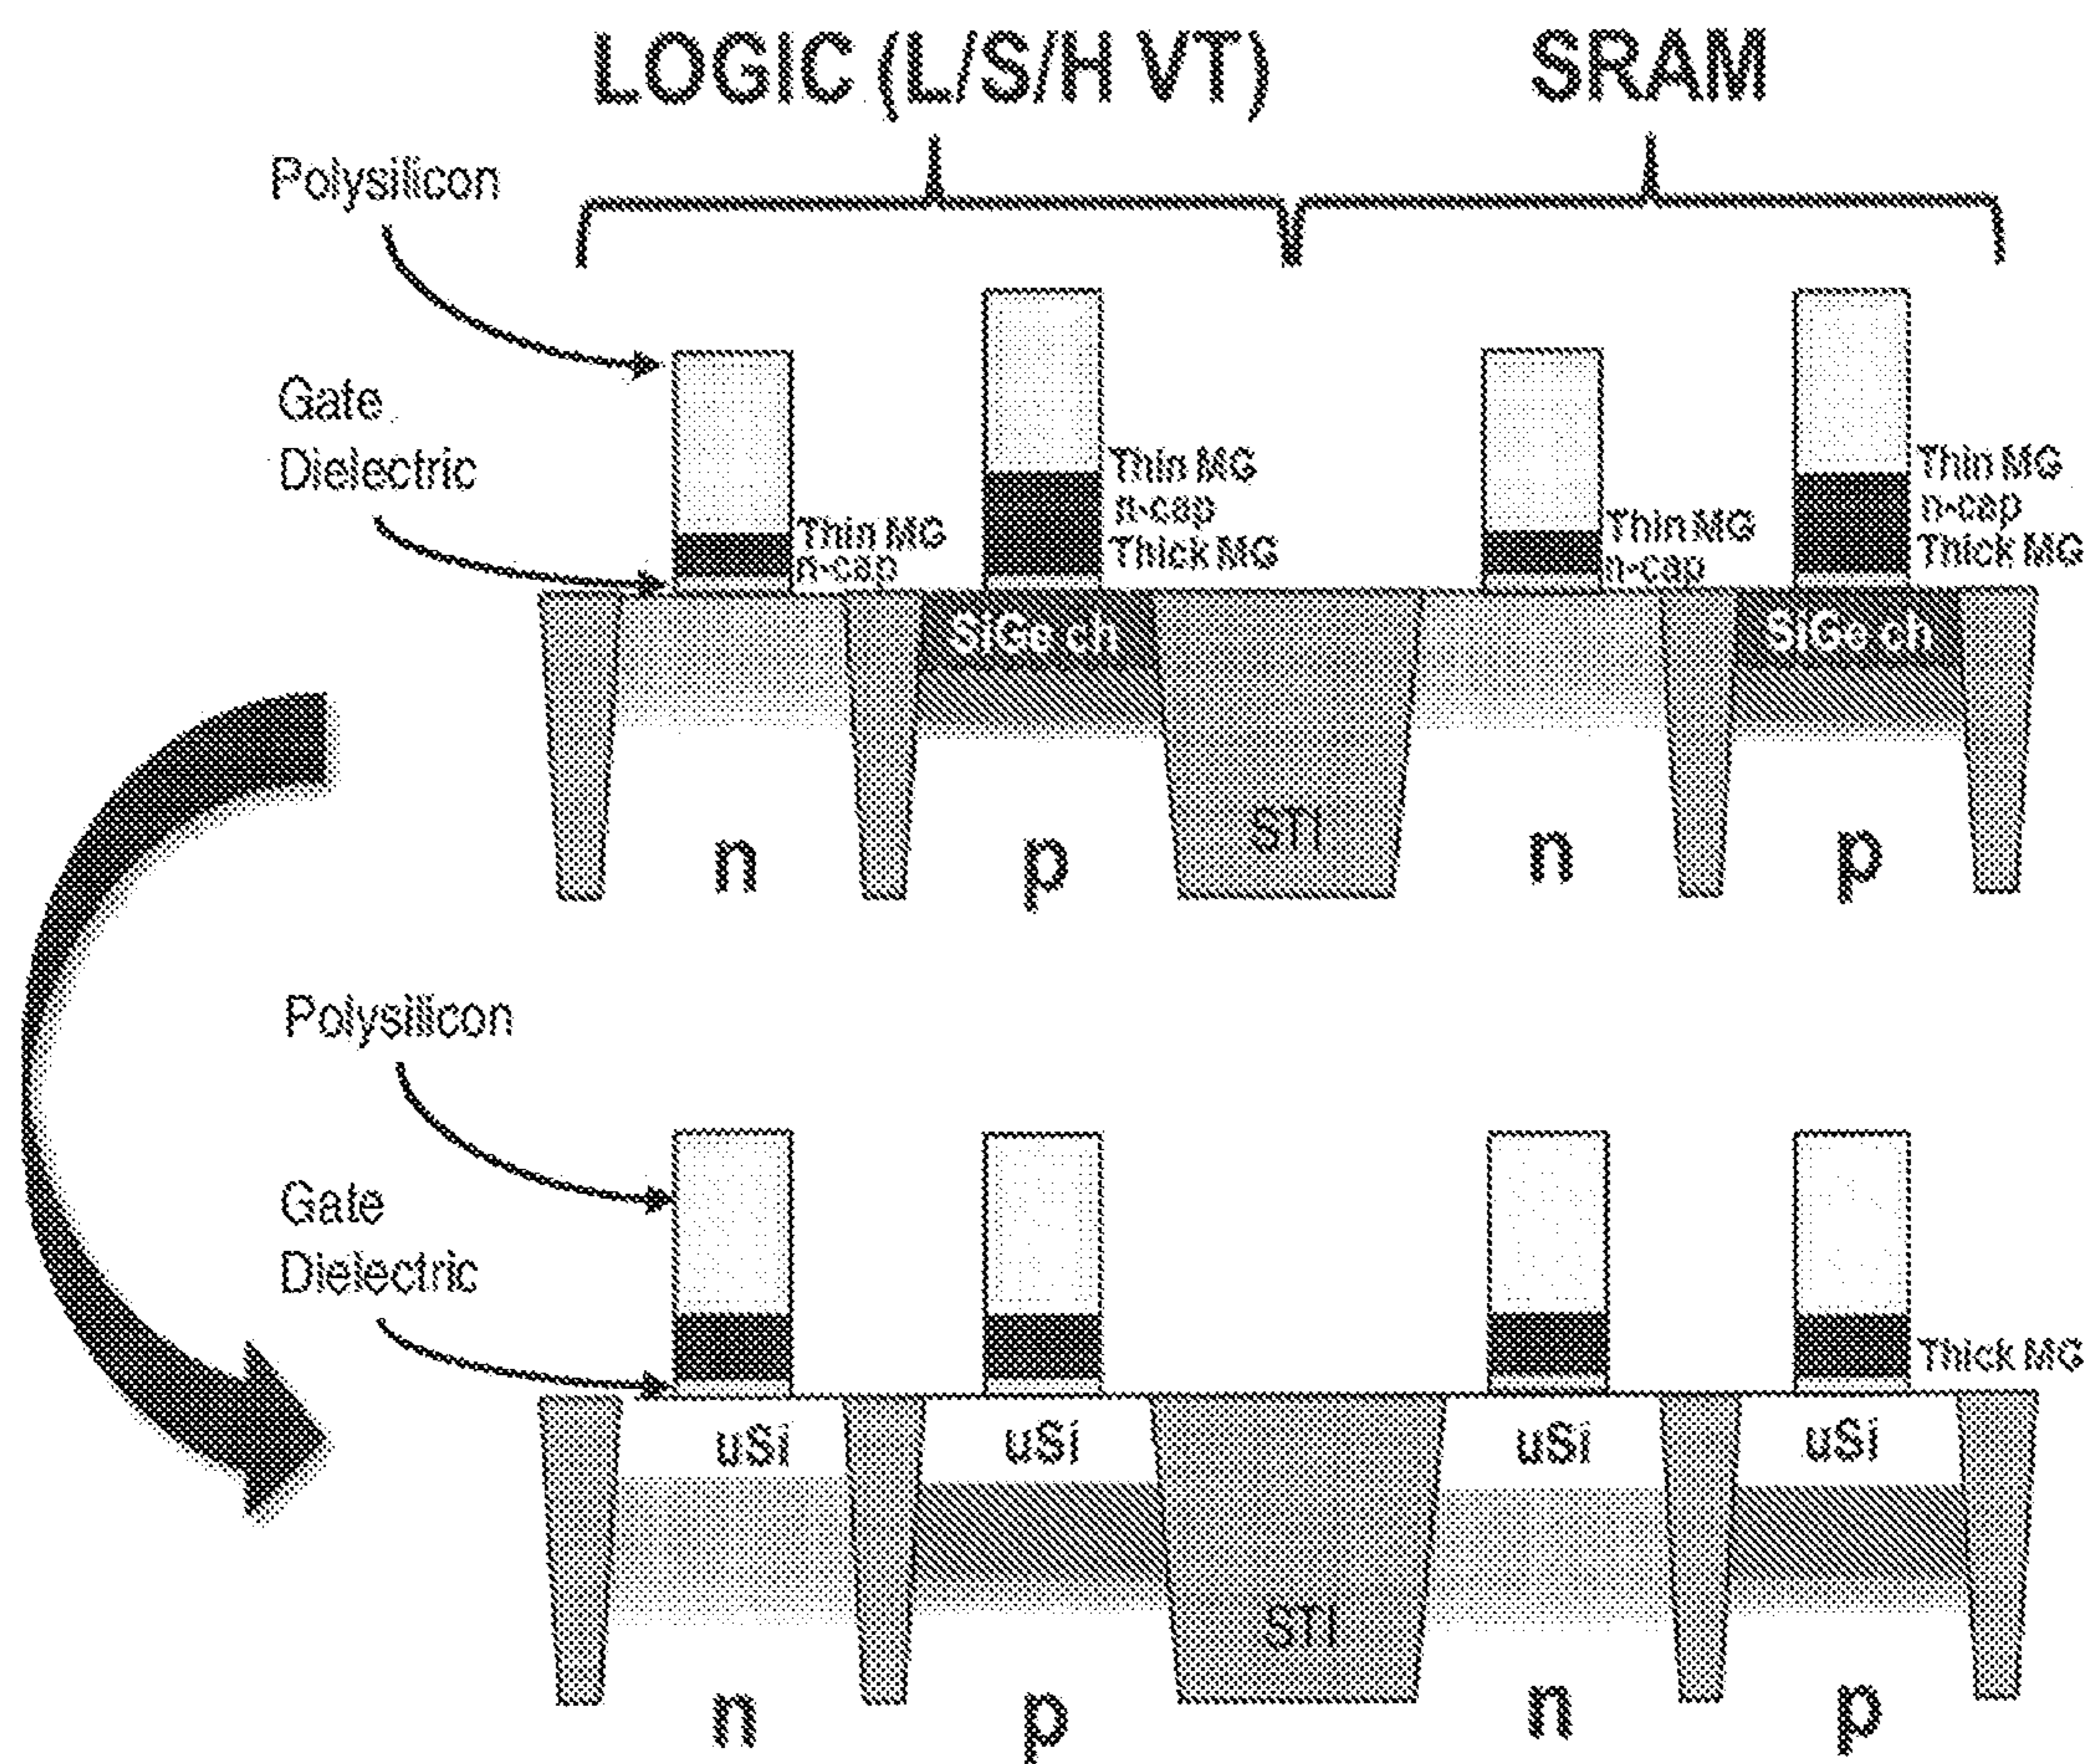 LOGIC (L/S/H VT)
SRAM
Polysilicon
Gate
Dielectric
Thin MG
n-cap
Thin MG
n-cap
Thick MG
Thin MG
n-cap
Thin MG
n-cap
Thick MG
SiGe ch
SiGe ch
STI
n
p
n
p
Polysilicon
Gate
Dielectric
Thick MG
uSi
uSi
uSi
uSi
STI
n
p
n
p